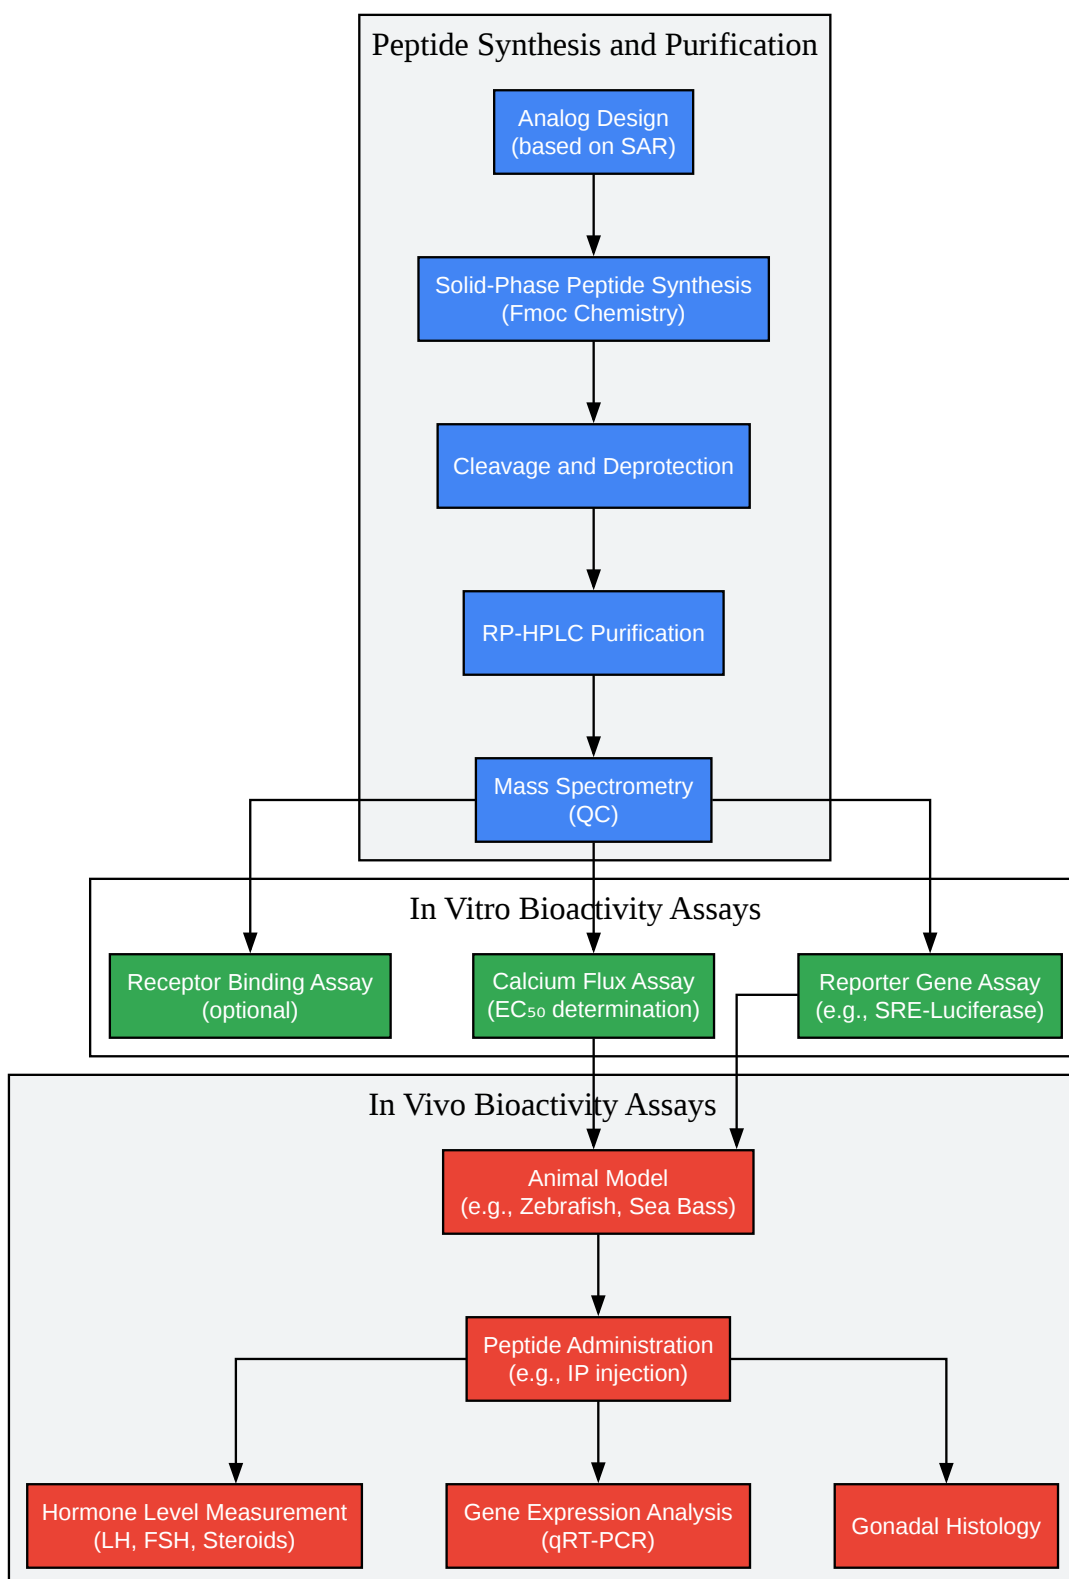 Peptide Synthesis and Purification
Analog Design
(based on SAR)
Solid-Phase Peptide Synthesis
(Fmoc Chemistry)
Cleavage and Deprotection
RP-HPLC Purification
Mass Spectrometry
(QC)
In Vitro Bioactivity Assays
Receptor Binding Assay
(optional)
Calcium Flux Assay
(EC₅₀ determination)
Reporter Gene Assay
(e.g., SRE-Luciferase)
In Vivo Bioactivity Assays
Animal Model
(e.g., Zebrafish, Sea Bass)
Peptide Administration
(e.g., IP injection)
Hormone Level Measurement
(LH, FSH, Steroids)
Gene Expression Analysis
(qRT-PCR)
Gonadal Histology